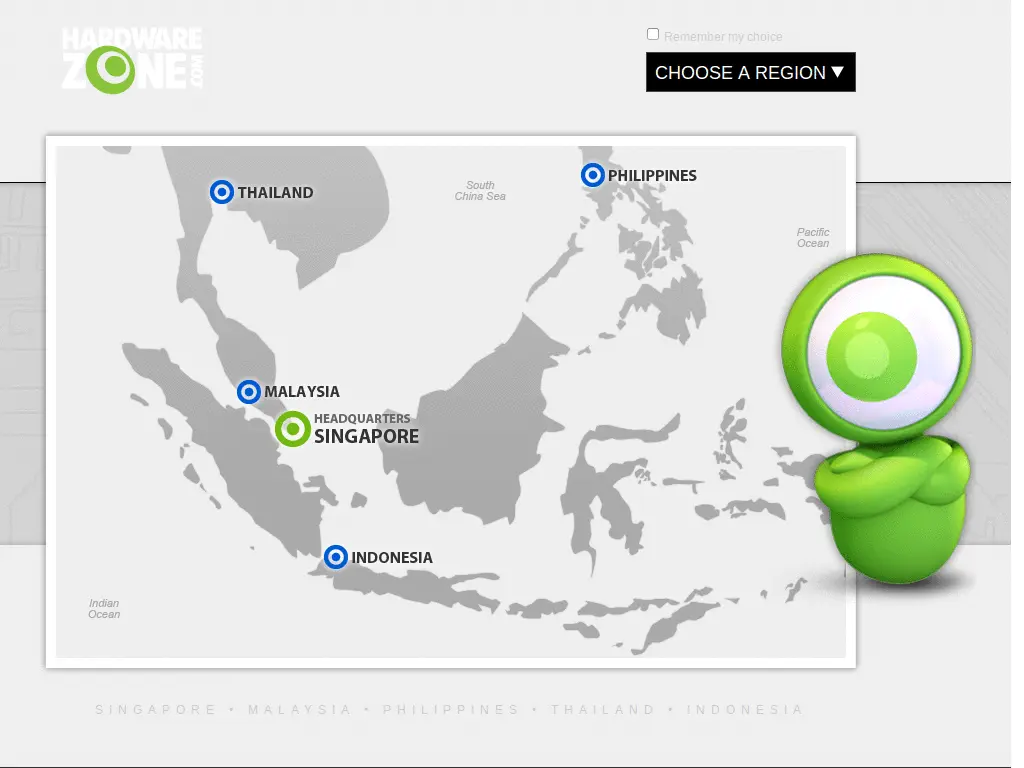 HARDWARE
ZONE
.COM
Remember my choice
CHOOSE A REGION ▼
THAILAND
South
China Sea
PHILIPPINES
Pacific
Ocean
MALAYSIA
HEADQUARTERS
SINGAPORE
INDONESIA
Indian
Ocean
SINGAPORE • MALAYSIA • PHILIPPINES • THAILAND • INDONESIA